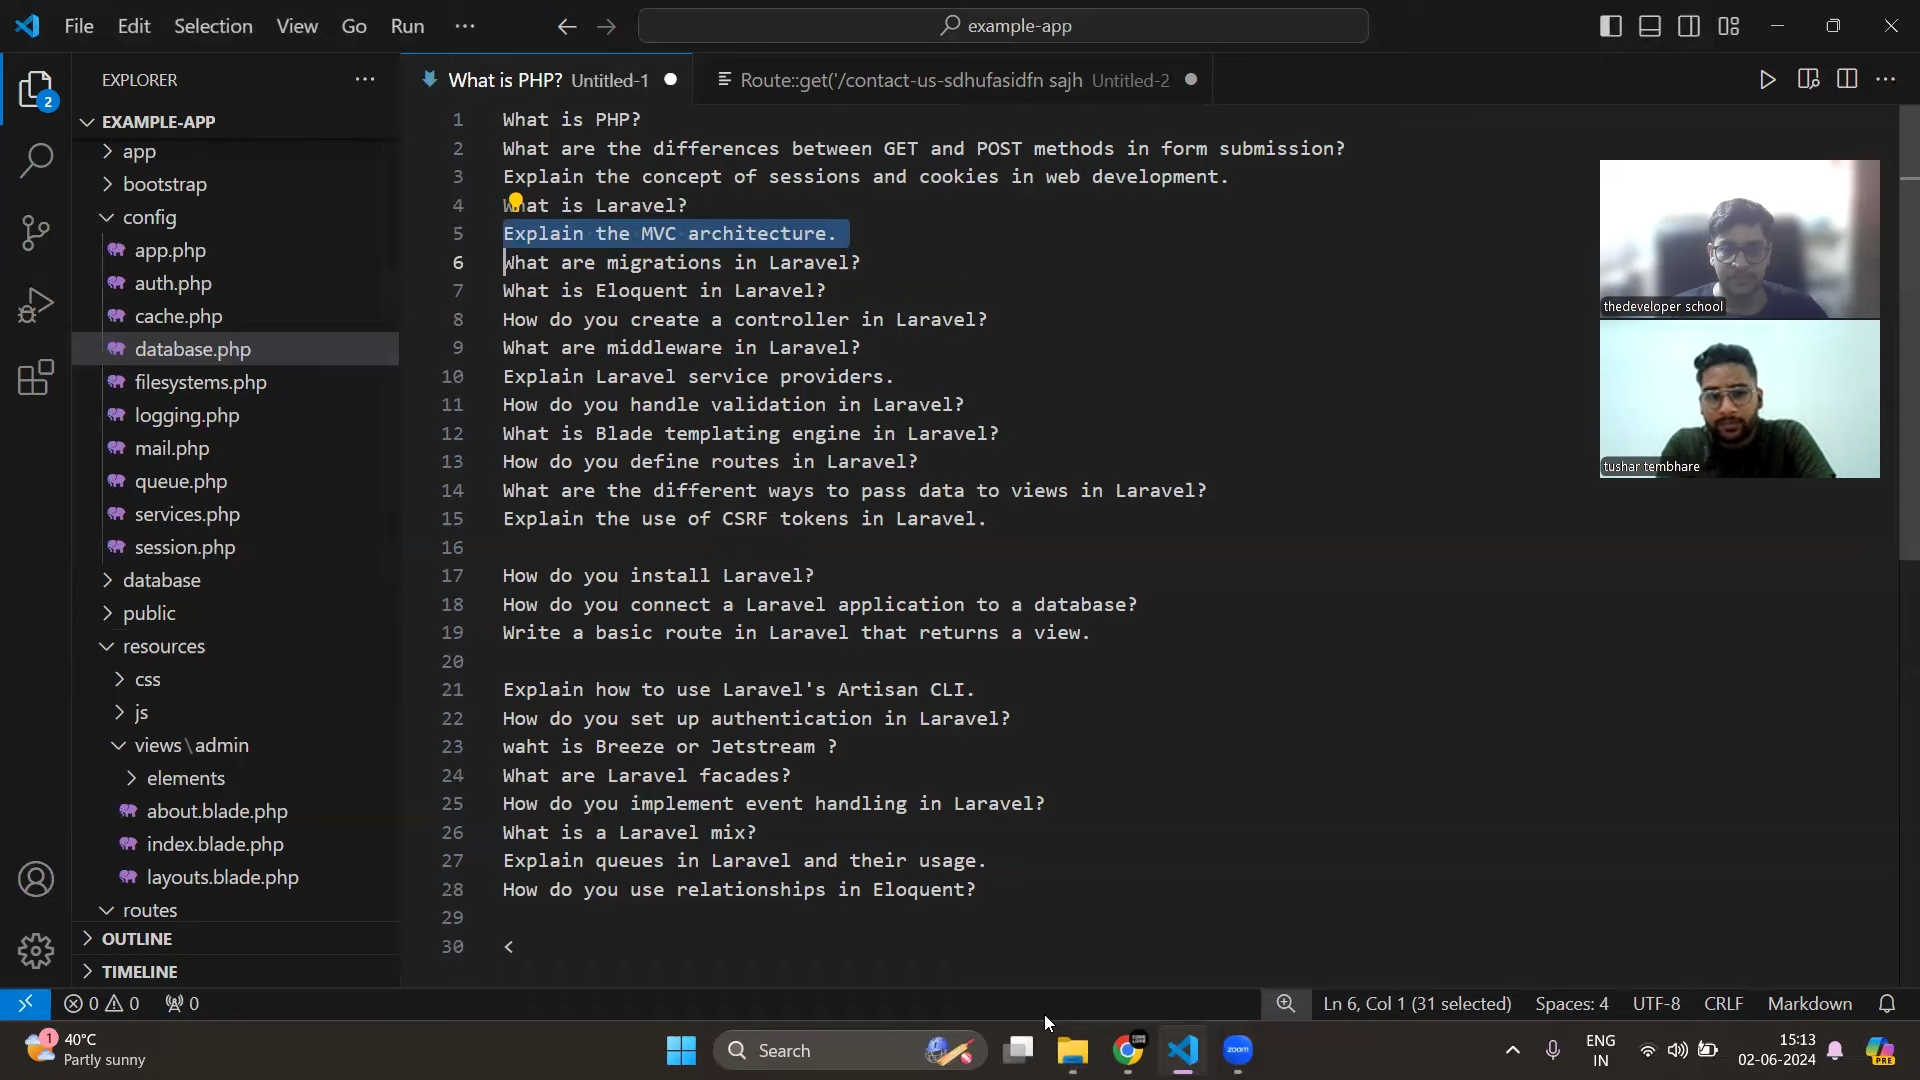 File Edit Selection View Go Run ··· example-app
EXPLORER ···
What is PHP? Untitled-1
Route::get('/contact-us-sdhufasidfn sajh Untitled-2
2
EXAMPLE-APP
app
bootstrap
config
app.php
auth.php
cache.php
database.php
filesystems.php
logging.php
mail.php
queue.php
services.php
session.php
database
public
resources
css
js
views\admin
elements
about.blade.php
index.blade.php
layouts.blade.php
routes
OUTLINE
TIMELINE
1 What is PHP?
2 What are the differences between GET and POST methods in form submission?
3 Explain the concept of sessions and cookies in web development.
4 What is Laravel?
5 Explain the MVC architecture.
6 What are migrations in Laravel?
7 What is Eloquent in Laravel?
8 How do you create a controller in Laravel?
9 What are middleware in Laravel?
10 Explain Laravel service providers.
11 How do you handle validation in Laravel?
12 What is Blade templating engine in Laravel?
13 How do you define routes in Laravel?
14 What are the different ways to pass data to views in Laravel?
15 Explain the use of CSRF tokens in Laravel.
16
17 How do you install Laravel?
18 How do you connect a Laravel application to a database?
19 Write a basic route in Laravel that returns a view.
20
21 Explain how to use Laravel's Artisan CLI.
22 How do you set up authentication in Laravel?
23 waht is Breeze or Jetstream ?
24 What are Laravel facades?
25 How do you implement event handling in Laravel?
26 What is a Laravel mix?
27 Explain queues in Laravel and their usage.
28 How do you use relationships in Eloquent?
29
30 <
thedeveloper school
tushar tembhare
0 0 0 Ln 6, Col 1 (31 selected) Spaces: 4 UTF-8 CRLF Markdown
1 40°C
Partly sunny
Search
zoom
ENG
IN
15:13
02-06-2024
PRE